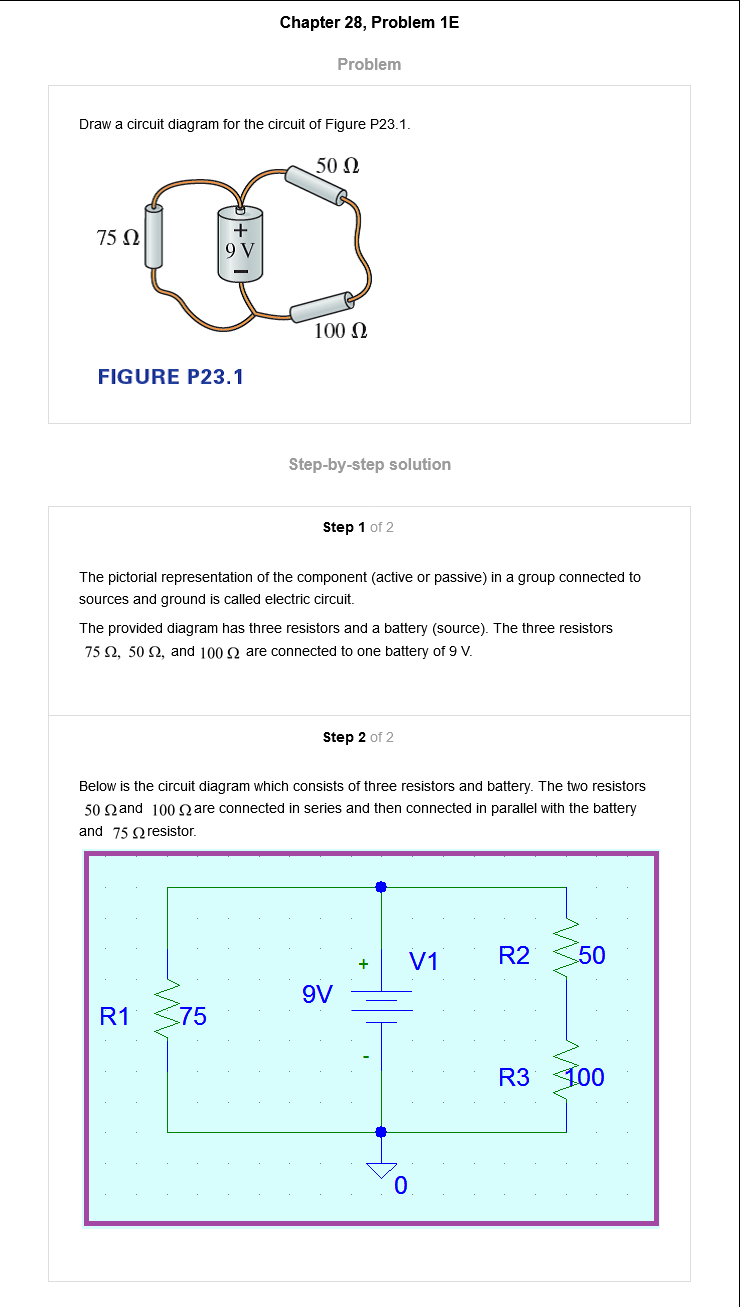 Chapter 28, Problem 1E
Problem
Draw a circuit diagram for the circuit of Figure P23.1.
50 Ω
75 Ω
+
9 V
−
100 Ω
FIGURE P23.1
Step-by-step solution
Step 1 of 2
The pictorial representation of the component (active or passive) in a group connected to
sources and ground is called electric circuit.
The provided diagram has three resistors and a battery (source). The three resistors
75 Ω, 50 Ω, and 100 Ω are connected to one battery of 9 V.
Step 2 of 2
Below is the circuit diagram which consists of three resistors and battery. The two resistors
50 Ω and 100 Ω are connected in series and then connected in parallel with the battery
and 75 Ω resistor.
+ V1 R2 50
9V
R1 75
-
R3 100
0